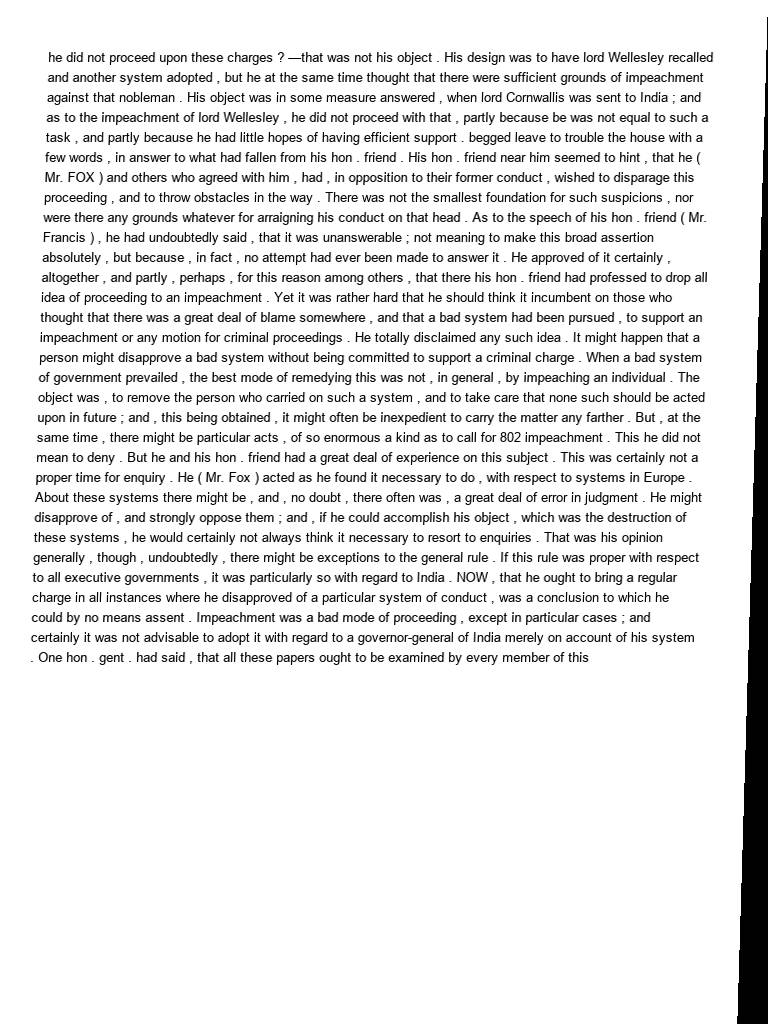 he did not proceed upon these charges ? —that was not his object . His design was to have lord Wellesley recalled
and another system adopted , but he at the same time thought that there were sufficient grounds of impeachment
against that nobleman . His object was in some measure answered , when lord Cornwallis was sent to India ; and
as to the impeachment of lord Wellesley , he did not proceed with that , partly because be was not equal to such a
task , and partly because he had little hopes of having efficient support . begged leave to trouble the house with a
few words , in answer to what had fallen from his hon . friend . His hon . friend near him seemed to hint , that he (
Mr. FOX ) and others who agreed with him , had , in opposition to their former conduct , wished to disparage this
proceeding , and to throw obstacles in the way . There was not the smallest foundation for such suspicions , nor
were there any grounds whatever for arraigning his conduct on that head . As to the speech of his hon . friend ( Mr.
Francis ) , he had undoubtedly said , that it was unanswerable ; not meaning to make this broad assertion
absolutely , but because , in fact , no attempt had ever been made to answer it . He approved of it certainly ,
altogether , and partly , perhaps , for this reason among others , that there his hon . friend had professed to drop all
idea of proceeding to an impeachment . Yet it was rather hard that he should think it incumbent on those who
thought that there was a great deal of blame somewhere , and that a bad system had been pursued , to support an
impeachment or any motion for criminal proceedings . He totally disclaimed any such idea . It might happen that a
person might disapprove a bad system without being committed to support a criminal charge . When a bad system
of government prevailed , the best mode of remedying this was not , in general , by impeaching an individual . The
object was , to remove the person who carried on such a system , and to take care that none such should be acted
upon in future ; and , this being obtained , it might often be inexpedient to carry the matter any farther . But , at the
same time , there might be particular acts , of so enormous a kind as to call for 802 impeachment . This he did not
mean to deny . But he and his hon . friend had a great deal of experience on this subject . This was certainly not a
proper time for enquiry . He ( Mr. Fox ) acted as he found it necessary to do , with respect to systems in Europe .
About these systems there might be , and , no doubt , there often was , a great deal of error in judgment . He might
disapprove of , and strongly oppose them ; and , if he could accomplish his object , which was the destruction of
these systems , he would certainly not always think it necessary to resort to enquiries . That was his opinion
generally , though , undoubtedly , there might be exceptions to the general rule . If this rule was proper with respect
to all executive governments , it was particularly so with regard to India . NOW , that he ought to bring a regular
charge in all instances where he disapproved of a particular system of conduct , was a conclusion to which he
could by no means assent . Impeachment was a bad mode of proceeding , except in particular cases ; and
certainly it was not advisable to adopt it with regard to a governor-general of India merely on account of his system
. One hon . gent . had said , that all these papers ought to be examined by every member of this